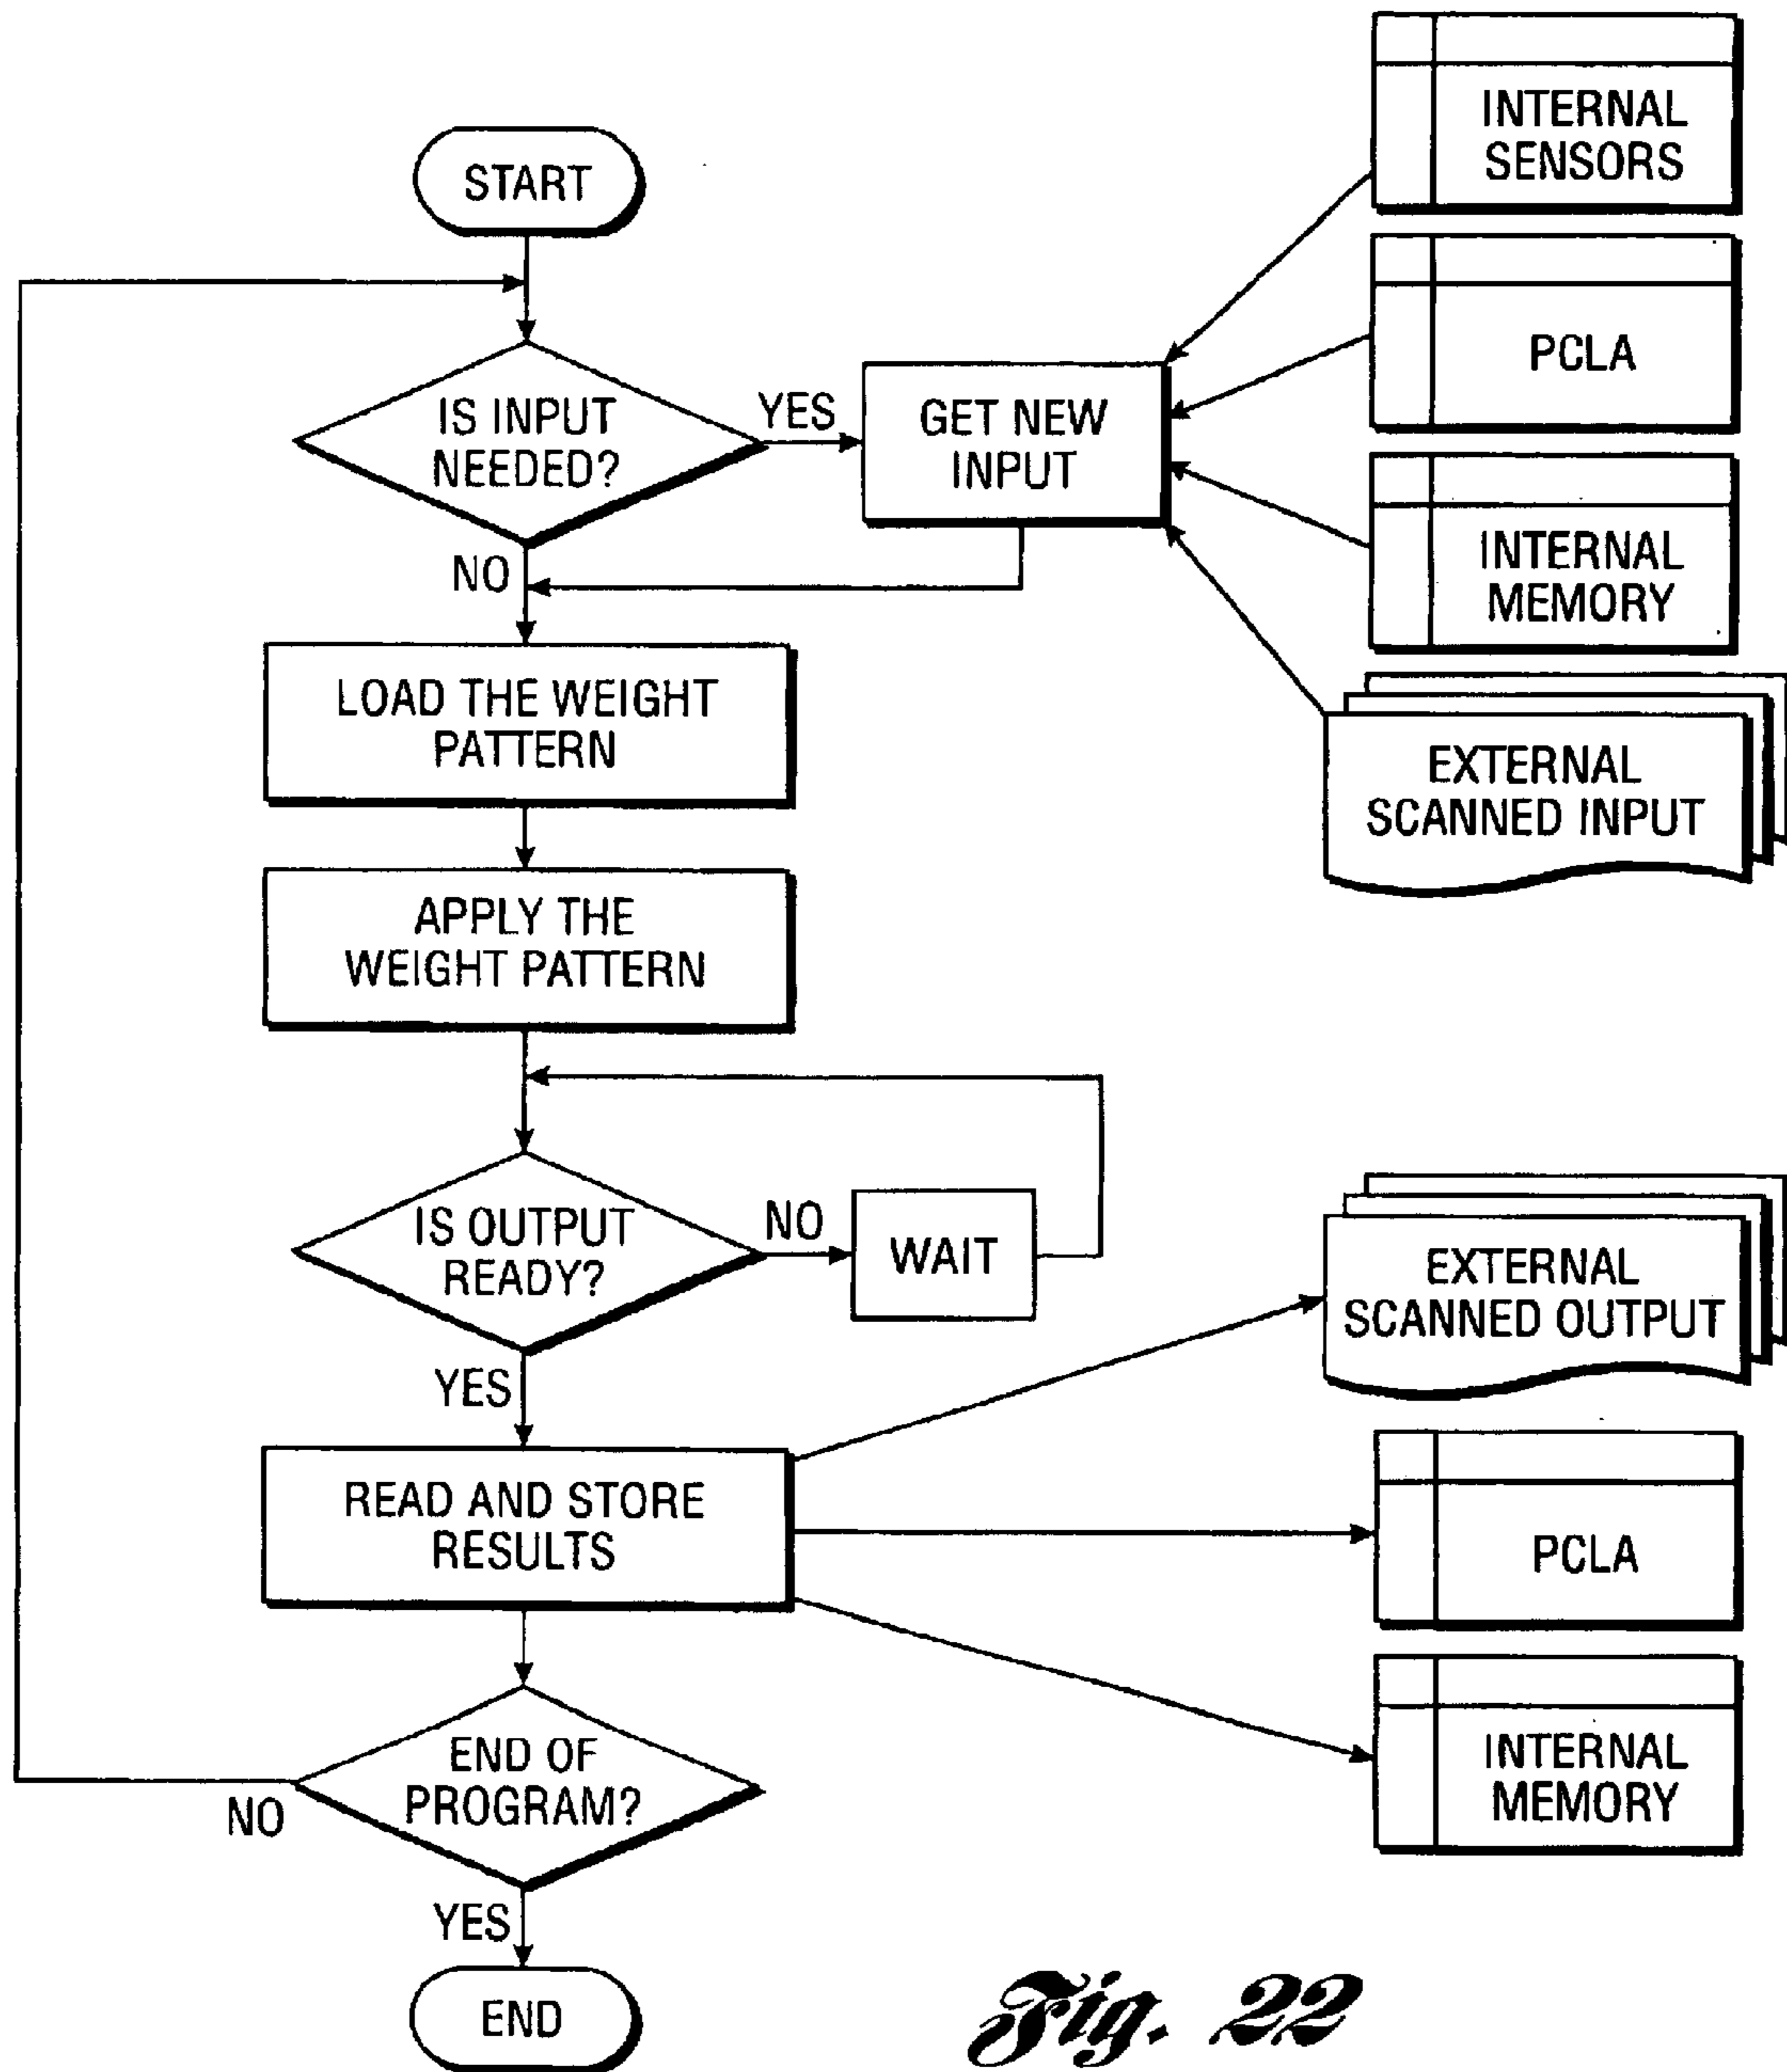 START
IS INPUT
NEEDED?
YES
NO
GET NEW
INPUT
INTERNAL
SENSORS
PCLA
INTERNAL
MEMORY
EXTERNAL
SCANNED INPUT
LOAD THE WEIGHT
PATTERN
APPLY THE
WEIGHT PATTERN
IS OUTPUT
READY?
NO
WAIT
YES
READ AND STORE
RESULTS
EXTERNAL
SCANNED OUTPUT
PCLA
INTERNAL
MEMORY
END OF
PROGRAM?
NO
YES
END
Fig. 22